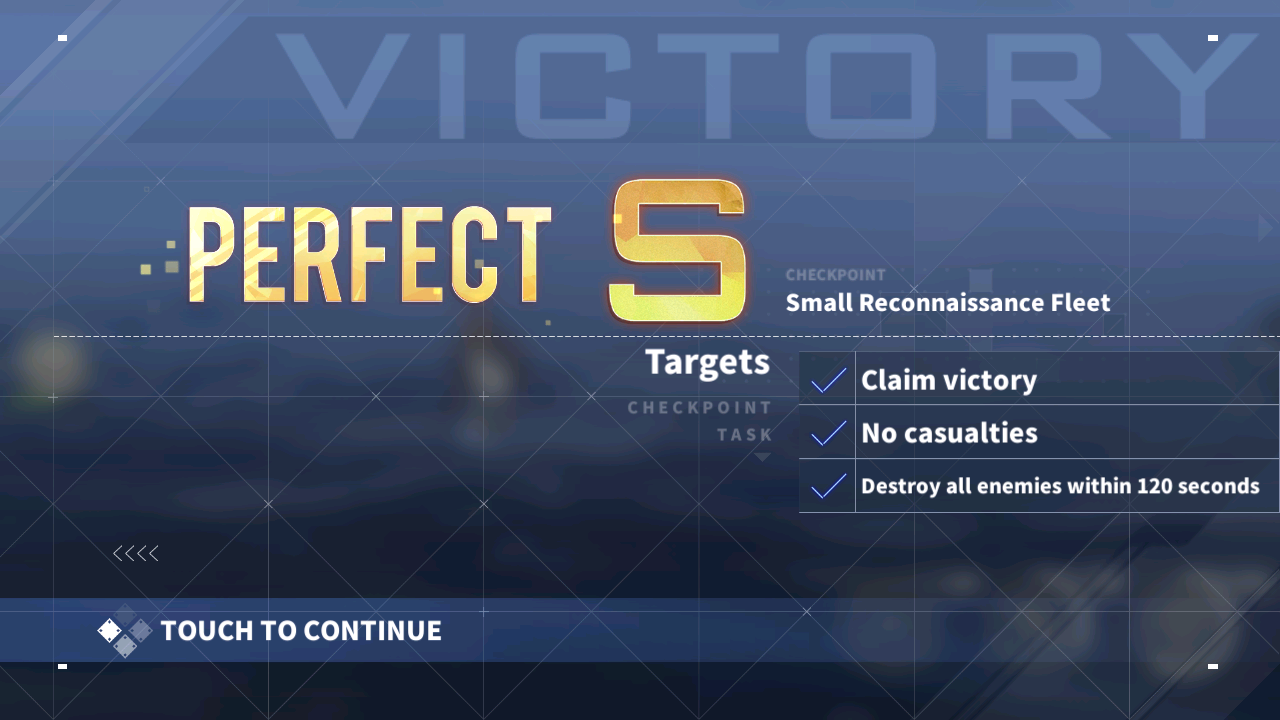 VICTORY
PERFECT S
CHECKPOINT
Small Reconnaissance Fleet
Targets
CHECKPOINT
TASK
Claim victory
No casualties
Destroy all enemies within 120 seconds
TOUCH TO CONTINUE